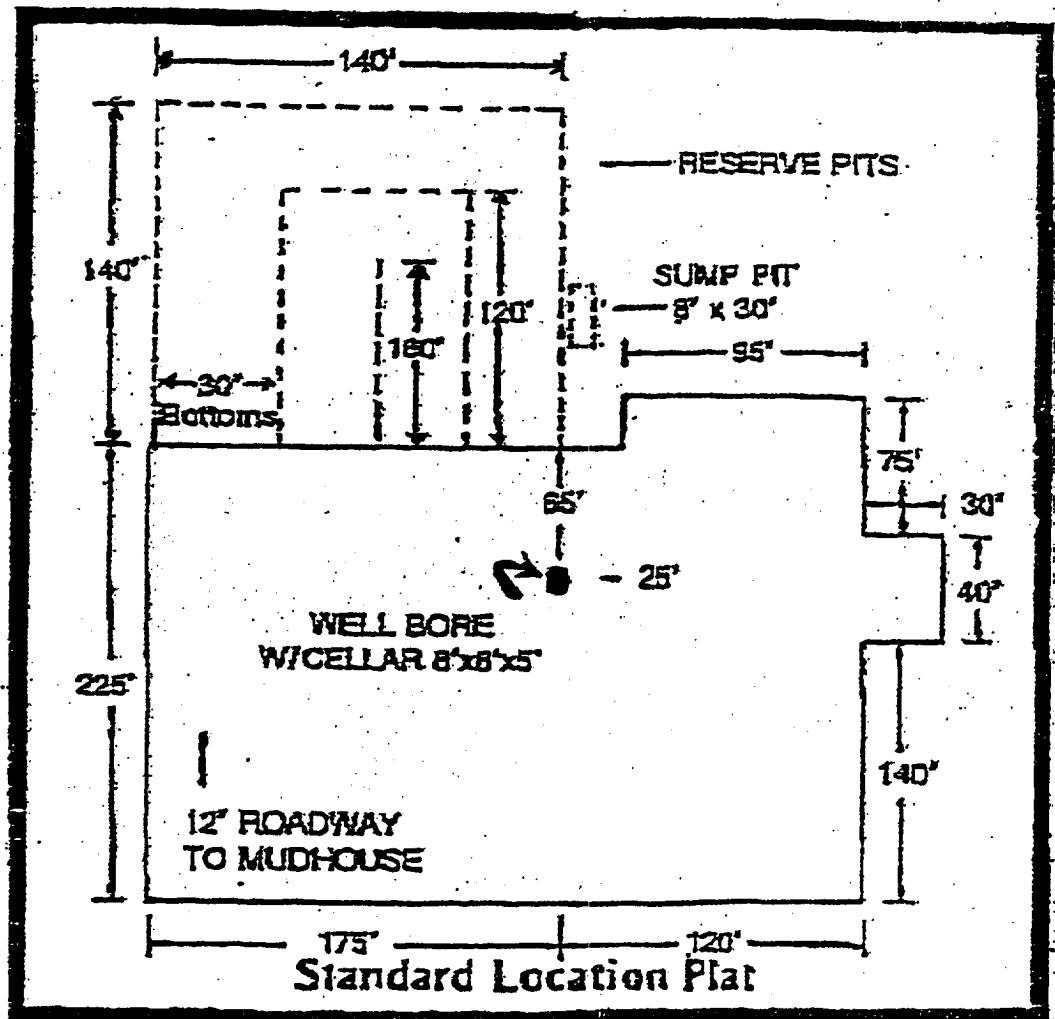 140'
RESERVE PITS
140'
SUMP PIT
8' x 30'
120'
180'
95'
30'
Bottoms
75'
65'
30'
25'
40'
WELL BORE
W/CELLAR 8'x8'x5'
225'
140'
12' ROADWAY
TO MUDHOUSE
175'
120'
Standard Location Plat